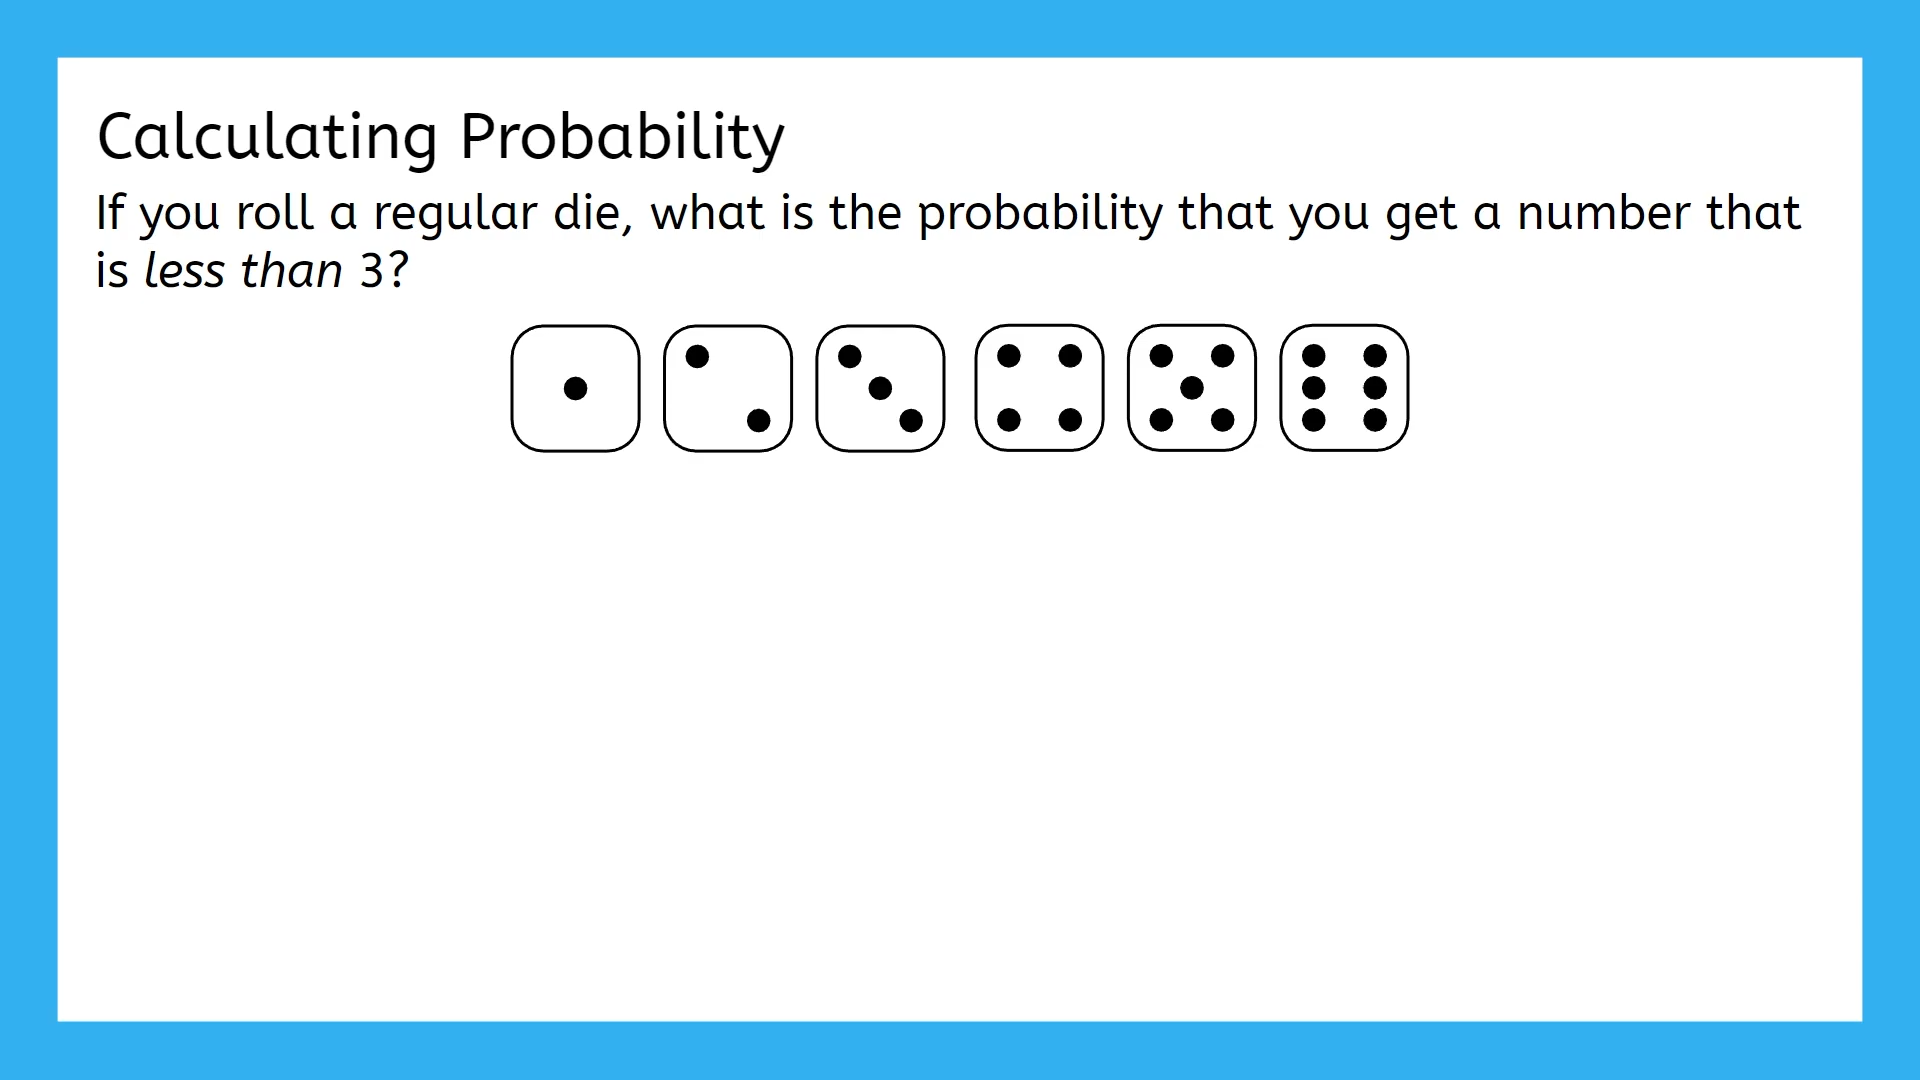 Calculating Probability
If you roll a regular die, what is the probability that you get a number that
is less than 3?